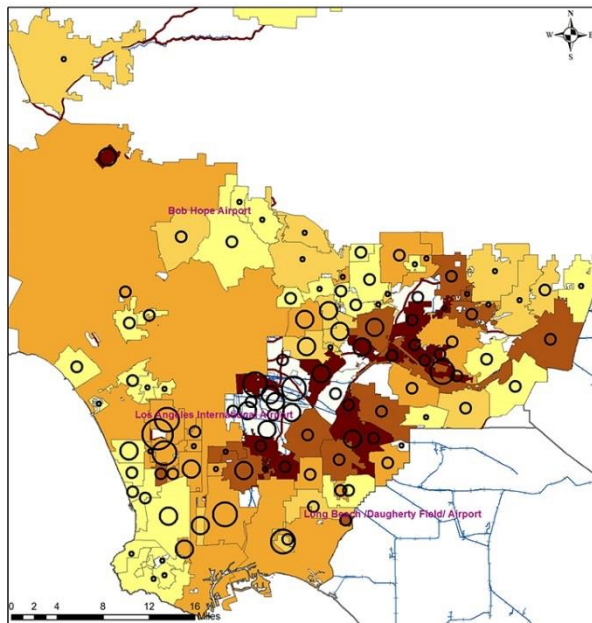 N
W E
S
Bob Hope Airport
Los Angeles International Airport
Long Beach /Daugherty Field/ Airport
0 2 4 8 12 16
Miles